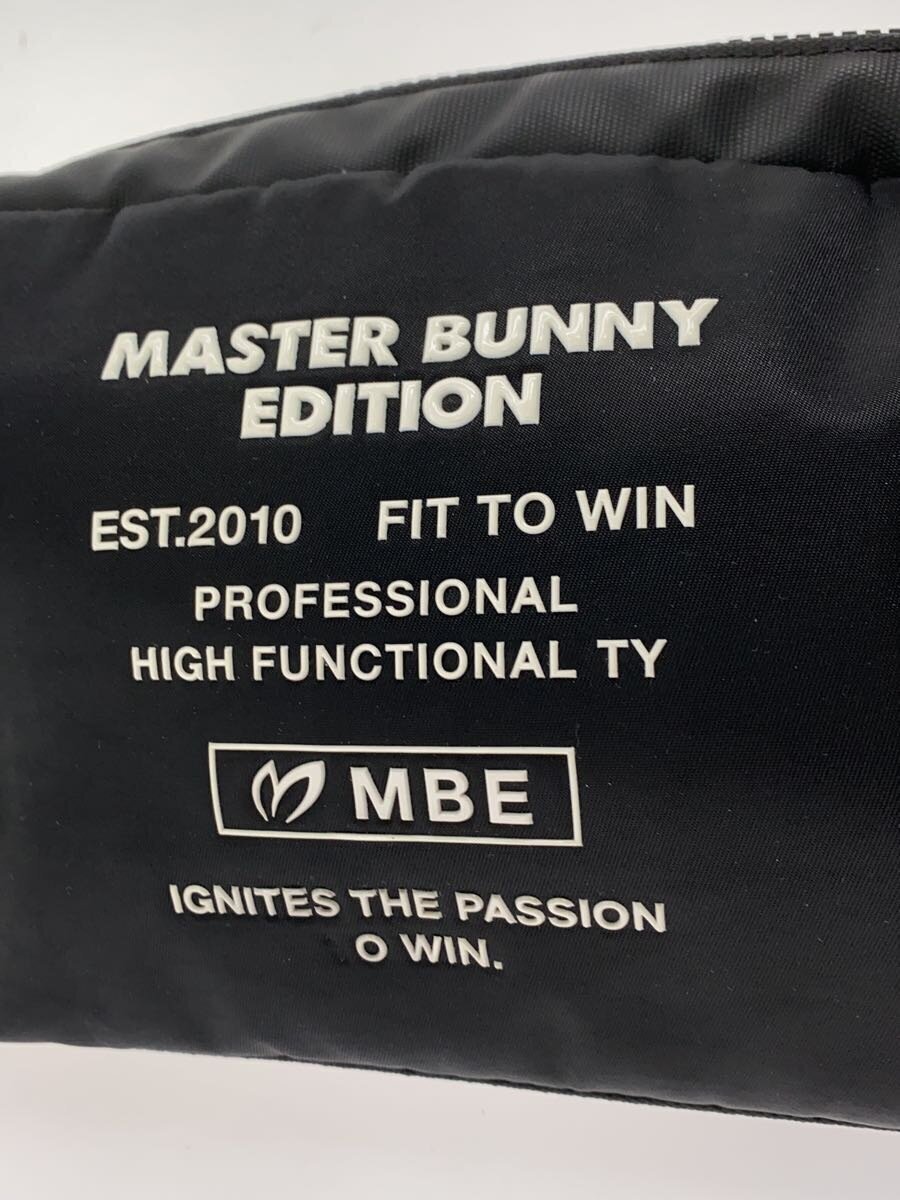 MASTER BUNNY
EDITION
EST.2010 FIT TO WIN
PROFESSIONAL
HIGH FUNCTIONAL TY
MBE
IGNITES THE PASSION
O WIN.